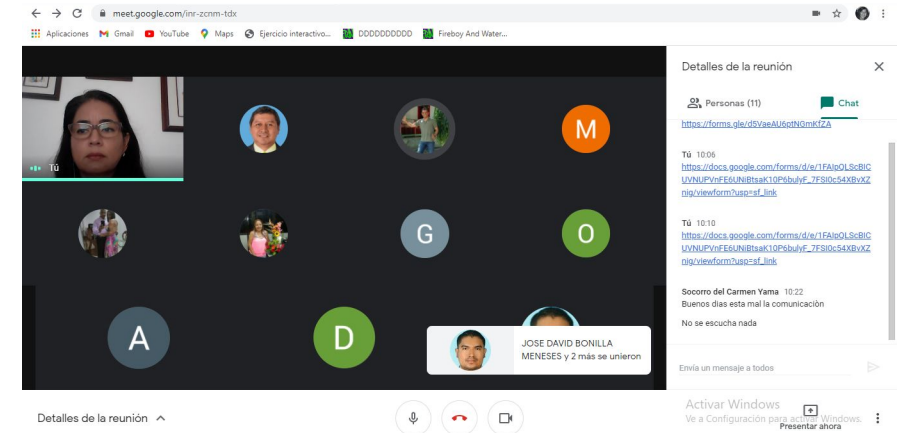 meet.google.com/inr-zcnm-tdx
Aplicaciones M Gmail YouTube Maps Ejercicio interactivo... DDDDDDDDDD Fireboy And Water...
Detalles de la reunión
Personas (11) Chat
https://forms.gle/d5VaeAU6ptNGmKfZA
Tú 10:06
https://docs.google.com/forms/d/e/1FAIpQLScBIC
UVNUPVnFE6UNiBtsaK10P6bulyF_7FSI0c54XBvXZ
nig/viewform?usp=sf_link
Tú 10:10
https://docs.google.com/forms/d/e/1FAIpQLScBIC
UVNUPVnFE6UNiBtsaK10P6bulyF_7FSI0c54XBvXZ
nig/viewform?usp=sf_link
Socorro del Carmen Yama 10:22
Buenos dias esta mal la comunicaciòn
No se escucha nada
Envía un mensaje a todos
Tú
M
G
O
A
D
JOSE DAVID BONILLA
MENESES y 2 más se unieron
Detalles de la reunión
Activar Windows
Ve a Configuración para activar Windows.
Presentar ahora